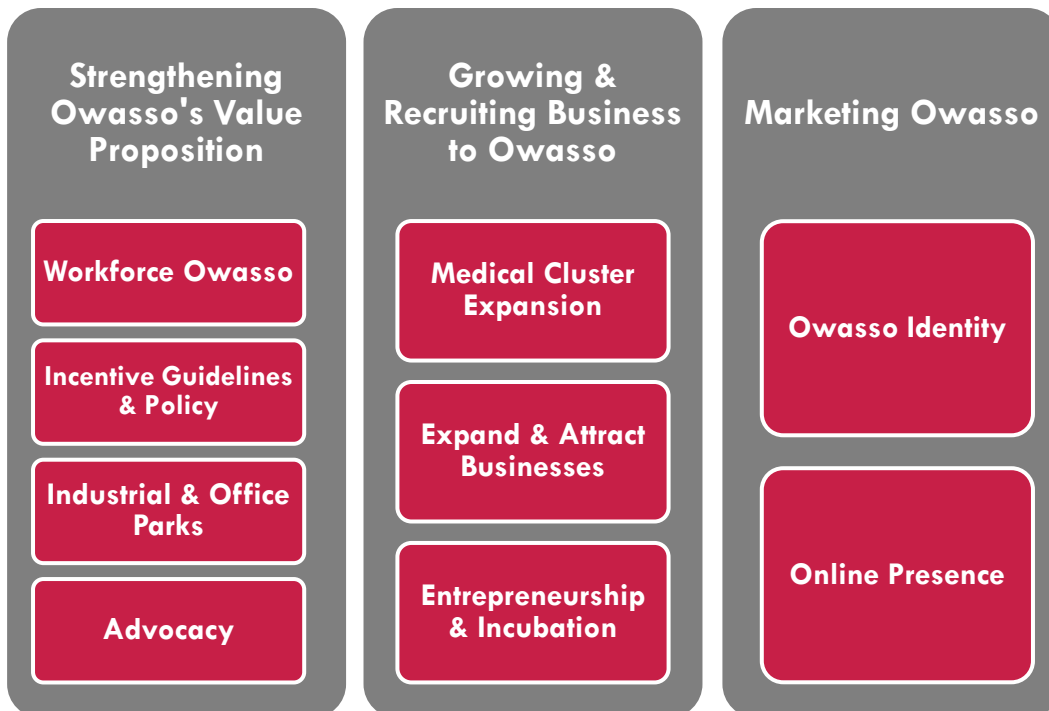 Strengthening
Owasso's Value
Proposition
Workforce Owasso
Incentive Guidelines
& Policy
Industrial & Office
Parks
Advocacy
Growing &
Recruiting Business
to Owasso
Medical Cluster
Expansion
Expand & Attract
Businesses
Entrepreneurship
& Incubation
Marketing Owasso
Owasso Identity
Online Presence